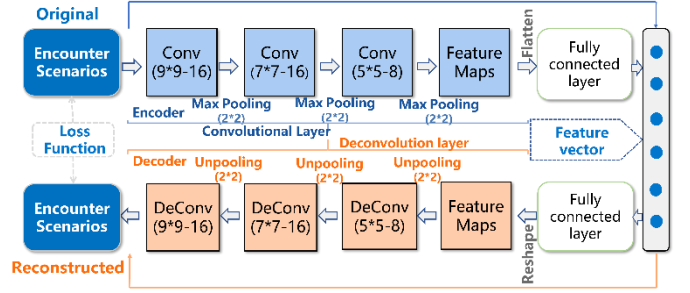 Original
Encounter
Scenarios
Conv
(9*9-16)
Conv
(7*7-16)
Conv
(5*5-8)
Feature
Maps
Flatten
Fully
connected
layer
Encoder
Max Pooling
(2*2)
Max Pooling
(2*2)
Max Pooling
(2*2)
Convolutional Layer
Loss
Function
Feature
vector
Deconvolution layer
Decoder
Unpooling
(2*2)
Unpooling
(2*2)
Unpooling
(2*2)
Encounter
Scenarios
DeConv
(9*9-16)
DeConv
(7*7-16)
DeConv
(5*5-8)
Feature
Maps
Reshape
Fully
connected
layer
Reconstructed